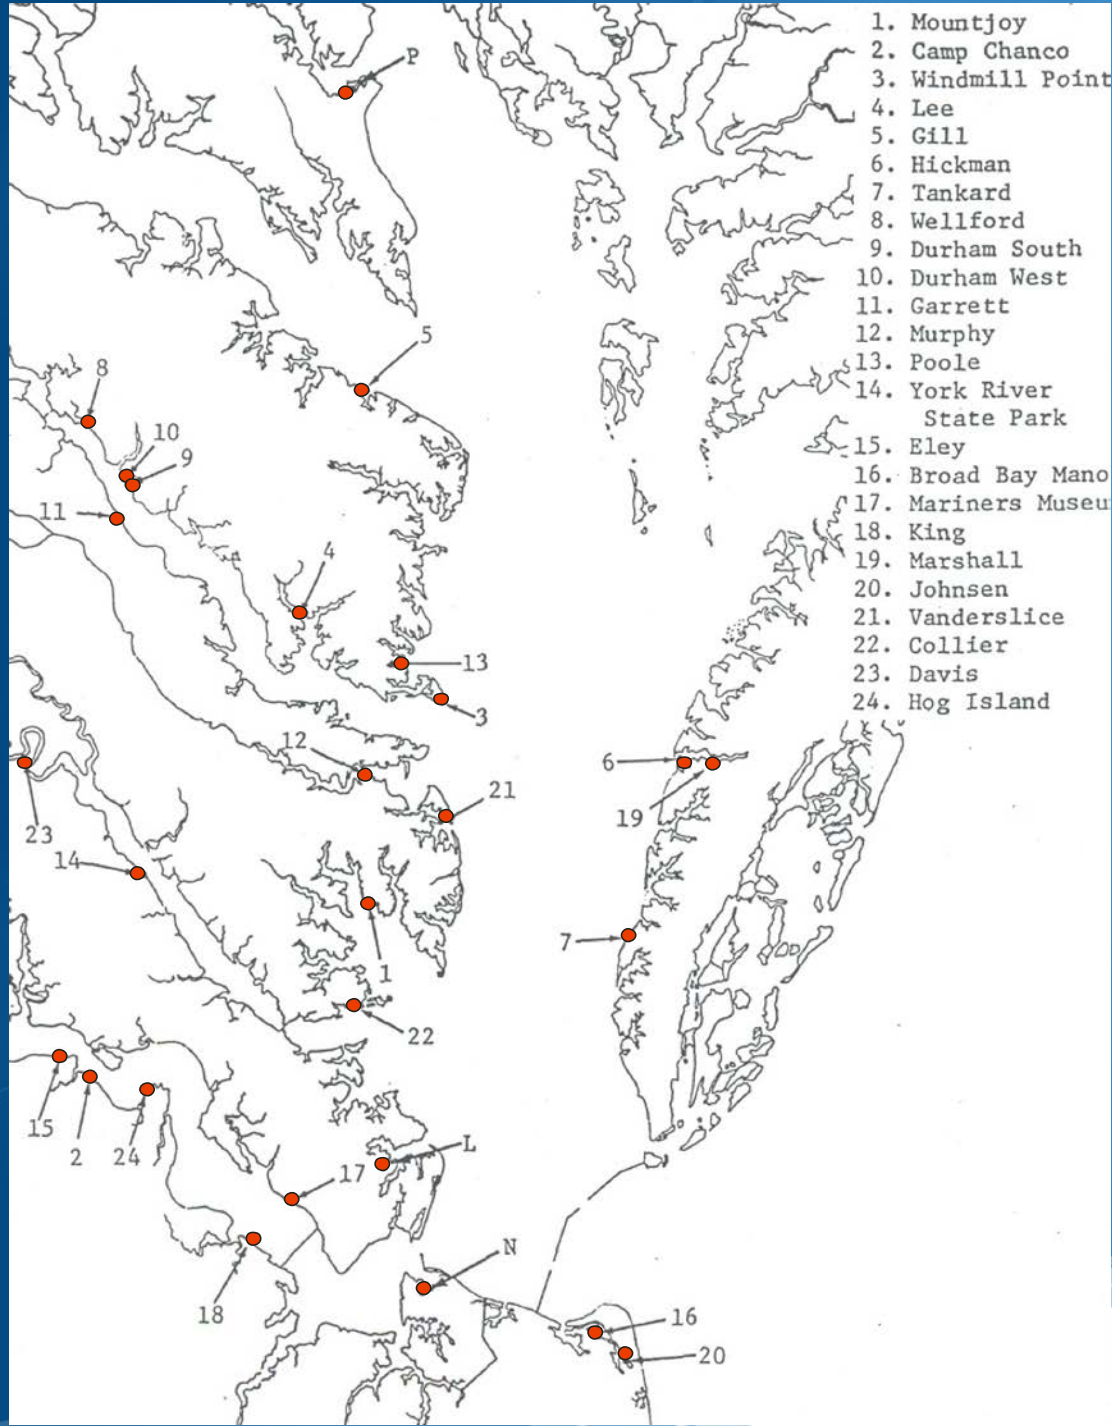 1. Mountjoy
2. Camp Chanco
3. Windmill Point
4. Lee
5. Gill
6. Hickman
7. Tankard
8. Wellford
9. Durham South
10. Durham West
11. Garrett
12. Murphy
13. Poole
14. York River
State Park
15. Eley
16. Broad Bay Mano
17. Mariners Museu
18. King
19. Marshall
20. Johnsen
21. Vanderslice
22. Collier
23. Davis
24. Hog Island
P
5
8
10
9
11
4
13
3
12
6
21
19
23
14
7
1
22
15
2
24
L
17
N
18
16
20